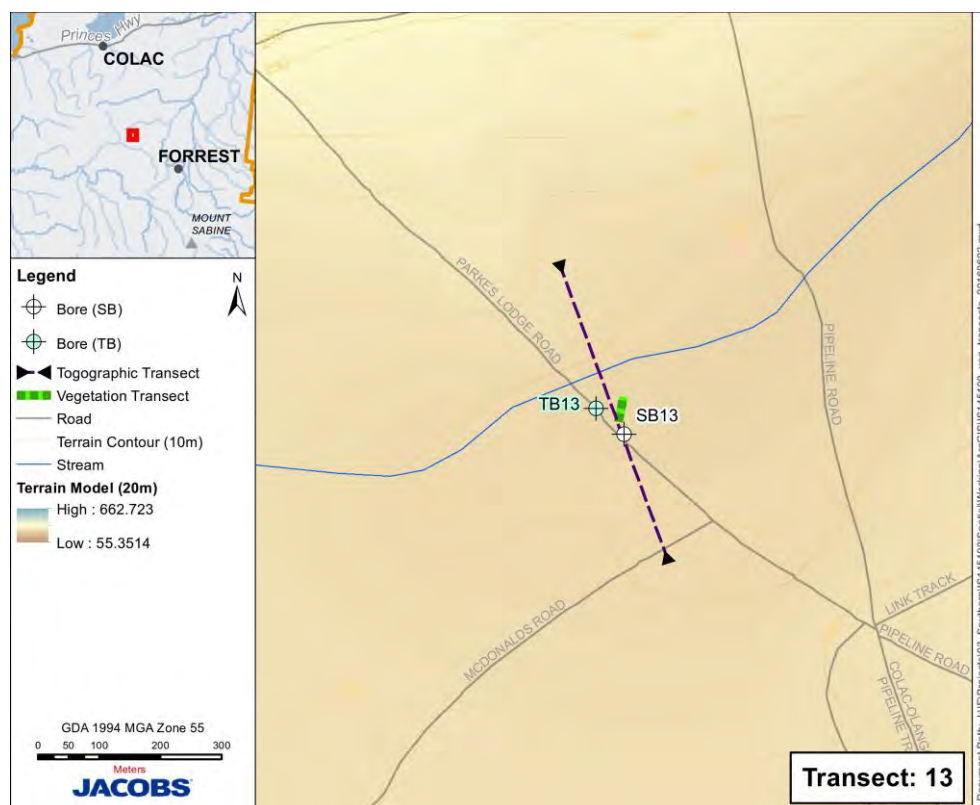 Princes Hwy
COLAC
FORREST
MOUNT
SABINE
Legend
N
Bore (SB)
Bore (TB)
Togographic Transect
Vegetation Transect
Road
Terrain Contour (10m)
Stream
Terrain Model (20m)
High : 662.723
Low : 55.3514
GDA 1994 MGA Zone 55
0 50 100 200 300
Meters
JACOBS
PARKES LODGE ROAD
PIPELINE ROAD
TB13
SB13
MCDONALDS ROAD
LINK TRACK
PIPELINE ROAD
COLAC-OLANG
PIPELINE TR
Transect: 13